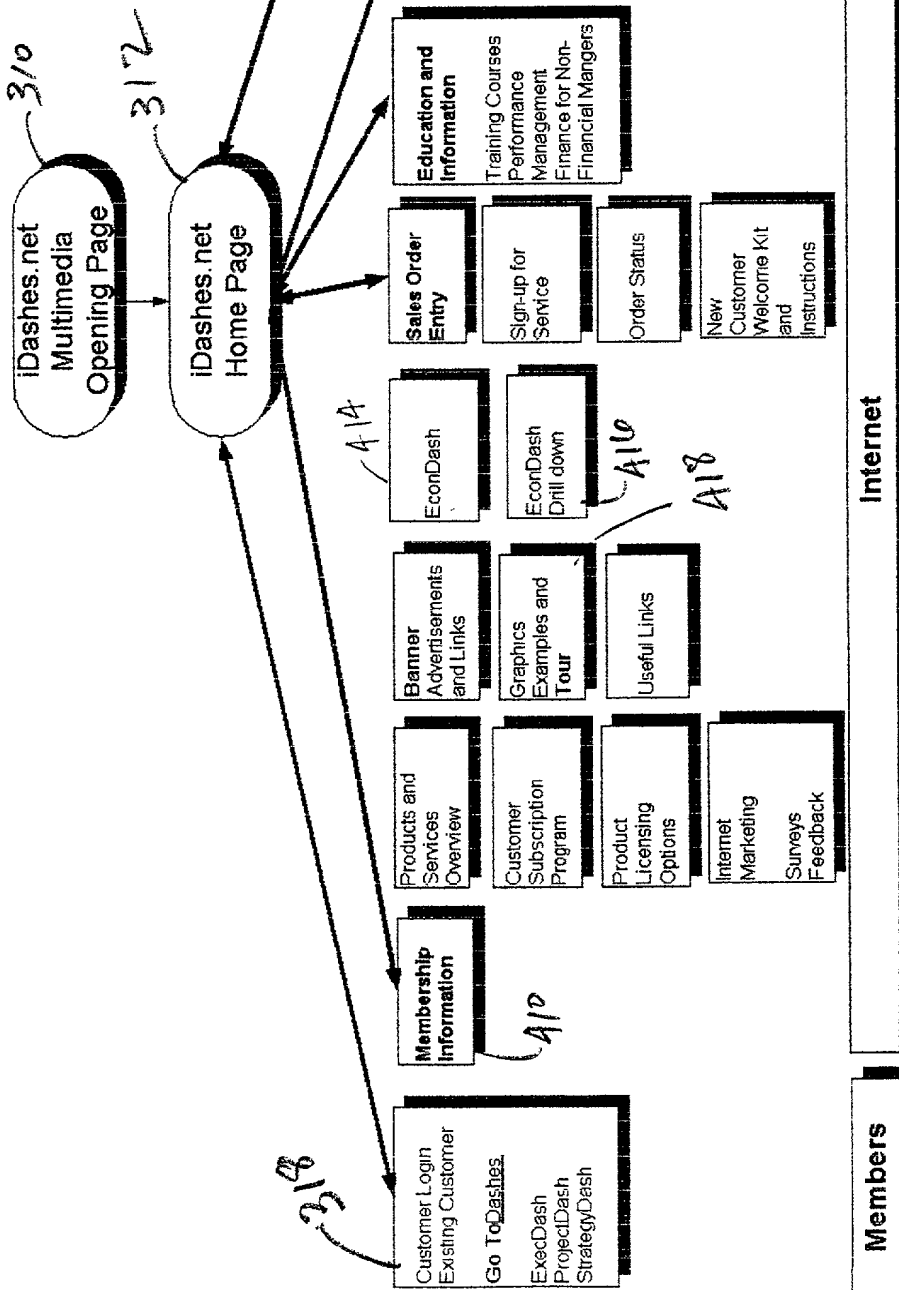 iDashes.net
Multimedia
Opening Page
310
iDashes.net
Home Page
312
318
Customer Login
Existing Customer
Go ToDashes
ExecDash
ProjectDash
StrategyDash
Membership
Information
410
Products and
Services
Overview
Customer
Subscription
Program
Product
Licensing
Options
Internet
Marketing
Surveys
Feedback
Banner
Advertisements
and Links
Graphics
Examples and
Tour
418
Useful Links
414
EconDash
EconDash
Drill down
416
Sales Order
Entry
Sign-up for
Service
Order Status
New
Customer
Welcome Kit
and
Instructions
Education and
Information
Training Courses
Performance
Management
Finance for Non-
Financial Mangers
Members
Internet